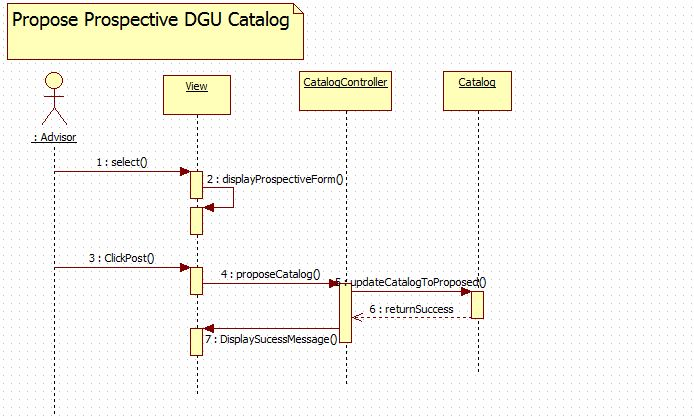 Propose Prospective DGU Catalog
: Advisor
View
CatalogController
Catalog
1 : select()
2 : displayProspectiveForm()
3 : ClickPost()
4 : proposeCatalog()
5 : updateCatalogToProposed()
6 : returnSuccess
7 : DisplaySucessMessage()